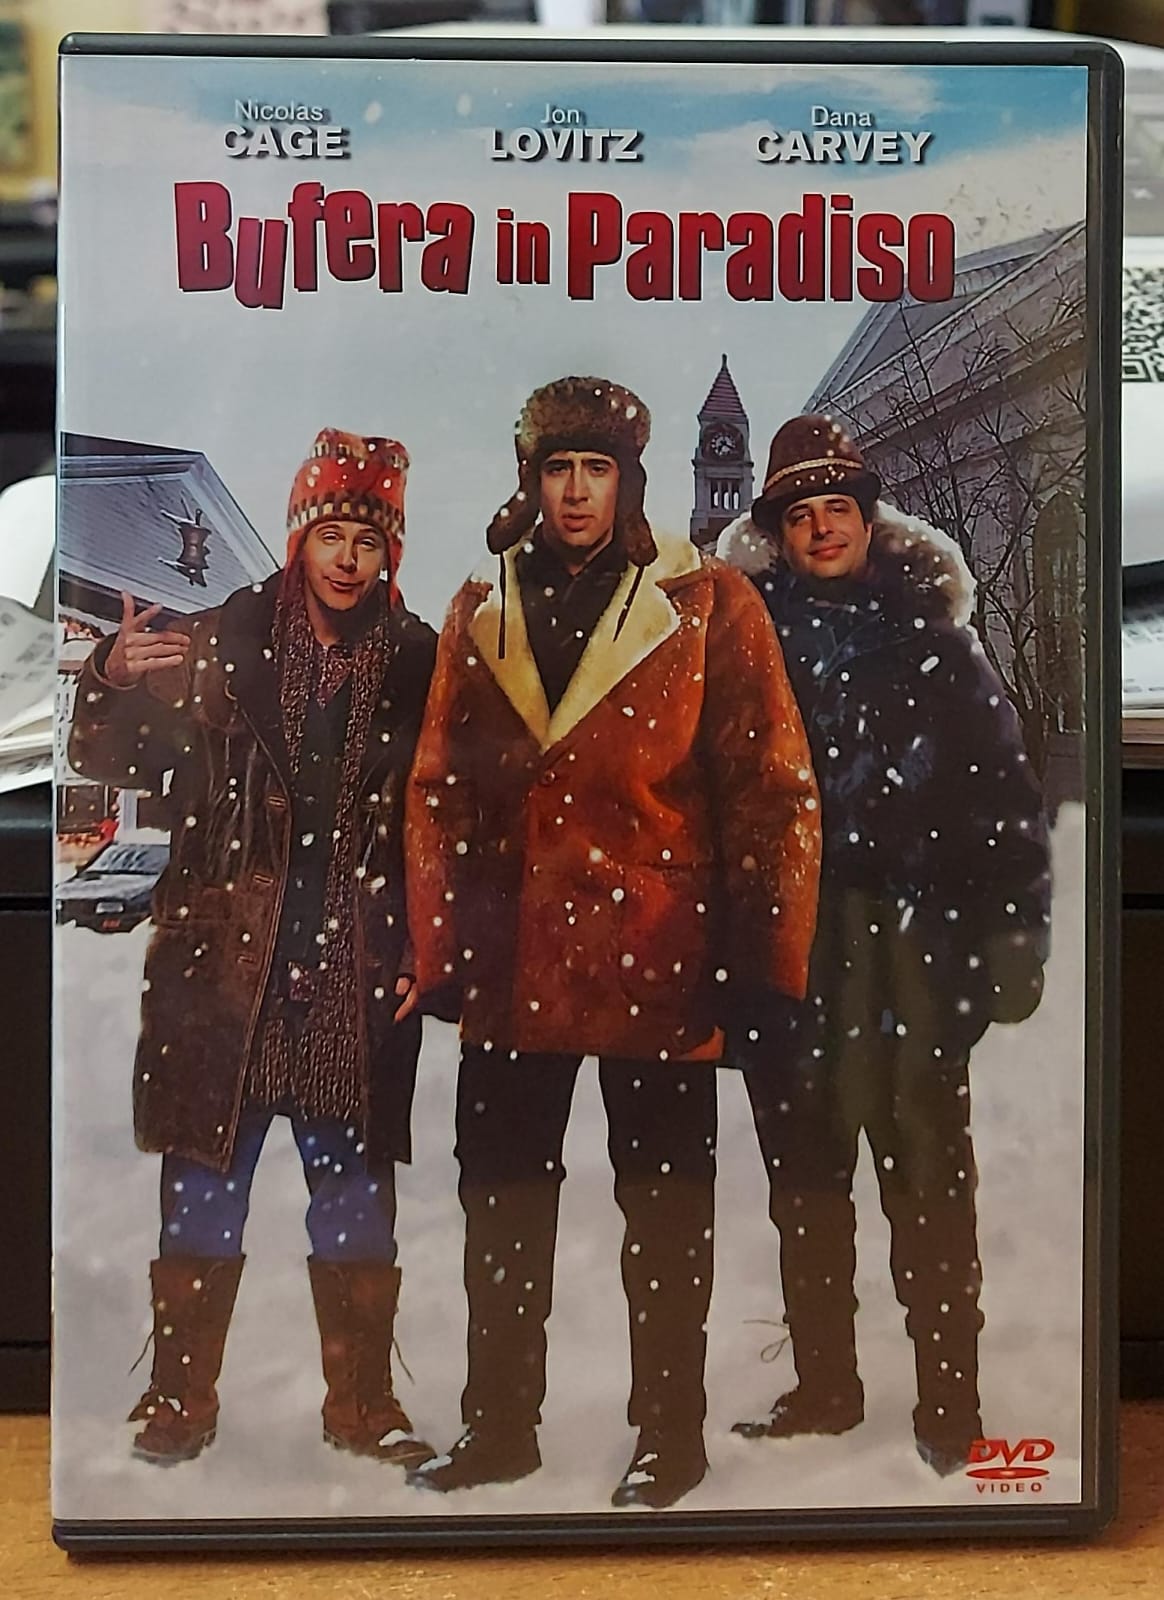 Nicolas
CAGE
Jon
LOVITZ
Dana
CARVEY
Bufera in Paradiso
DVD
VIDEO